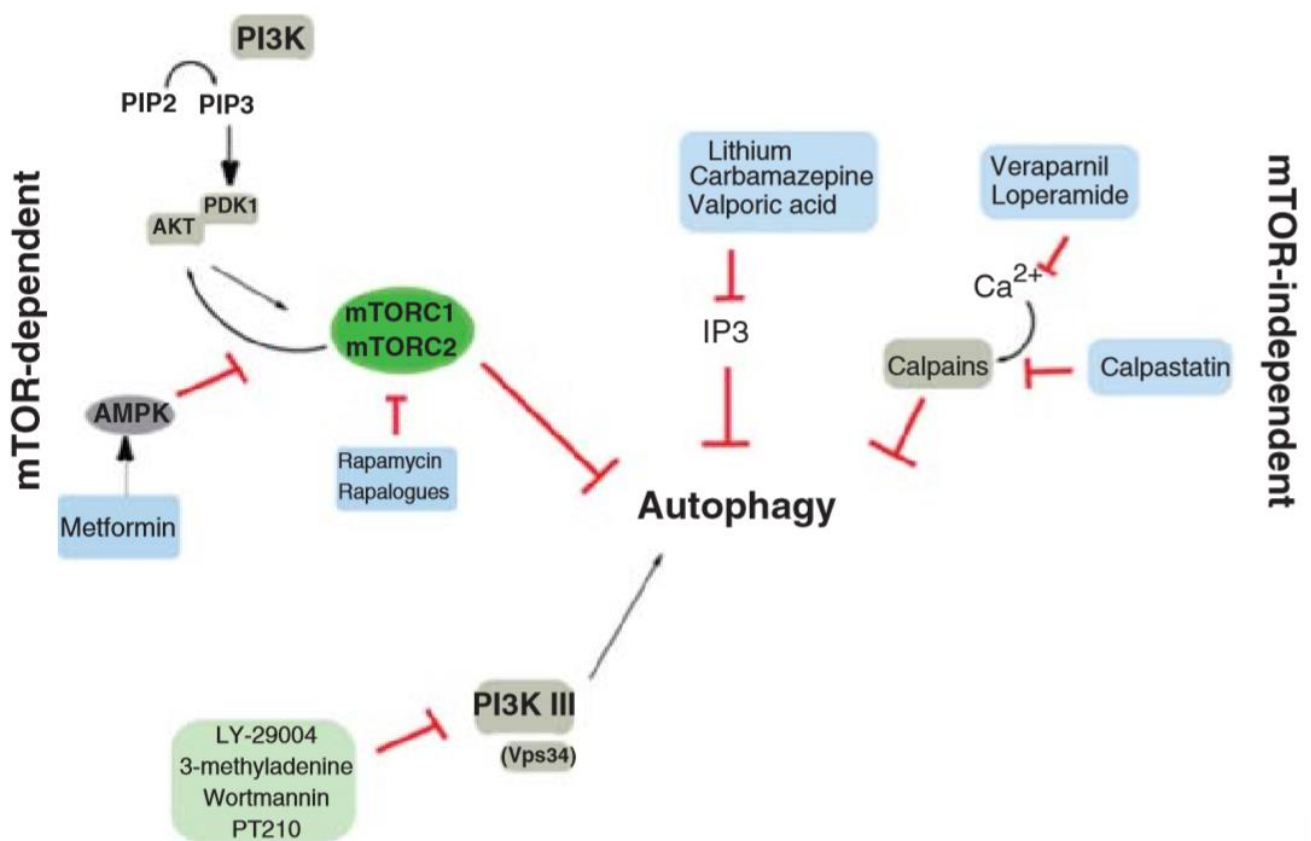 PI3K
PIP2 PIP3
PDK1
AKT
mTOR-dependent
mTORC1
mTORC2
AMPK
Metformin
Rapamycin
Rapalogues
Lithium
Carbamazepine
Valporic acid
IP3
Veraparnil
Loperamide
Ca2+
Calpains
Calpastatin
mTOR-independent
Autophagy
PI3K III
(Vps34)
LY-29004
3-methyladenine
Wortmannin
PT210